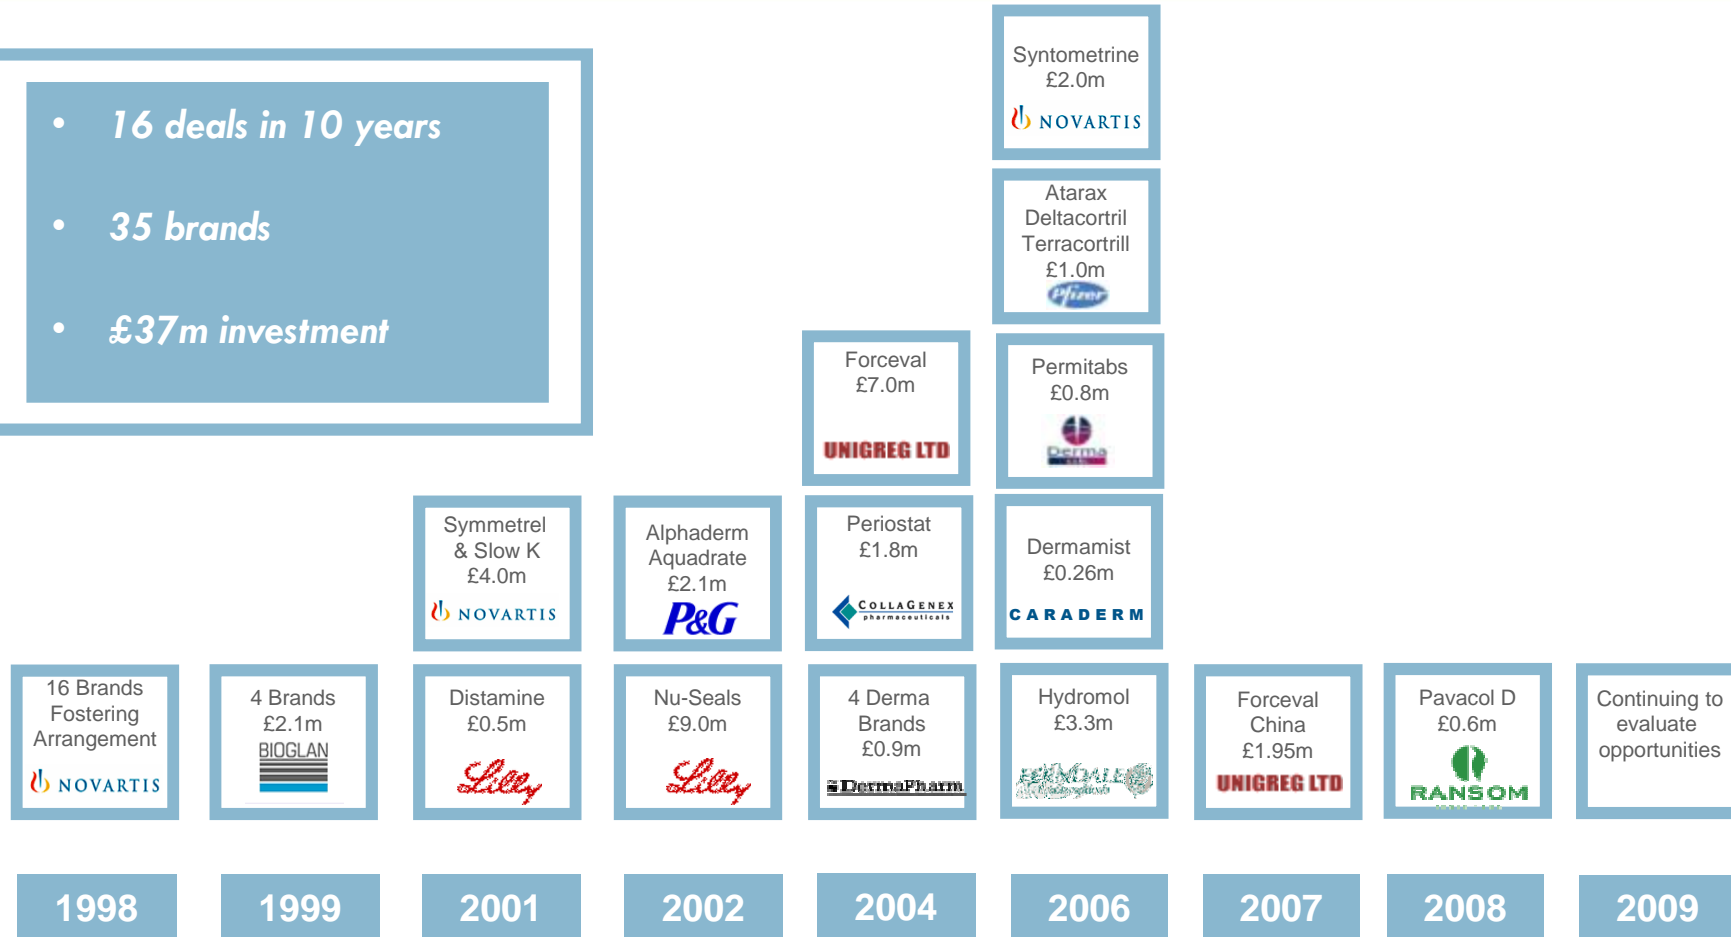 • 16 deals in 10 years
• 35 brands
• £37m investment
Syntometrine
£2.0m
NOVARTIS
Atarax
Deltacortril
Terracortrill
£1.0m
Pfizer
Forceval
£7.0m
UNIGREG LTD
Permitabs
£0.8m
Derma
Symmetrel
& Slow K
£4.0m
NOVARTIS
Alphaderm
Aquadrate
£2.1m
P&G
Periostat
£1.8m
COLLAGENEX
pharmaceuticals
Dermamist
£0.26m
CARADERM
16 Brands
Fostering
Arrangement
NOVARTIS
4 Brands
£2.1m
BIOGLAN
Distamine
£0.5m
Lilly
Nu-Seals
£9.0m
Lilly
4 Derma
Brands
£0.9m
DermaPharm
Hydromol
£3.3m
FERNDALE
Forceval
China
£1.95m
UNIGREG LTD
Pavacol D
£0.6m
RANSOM
Continuing to
evaluate
opportunities
1998
1999
2001
2002
2004
2006
2007
2008
2009